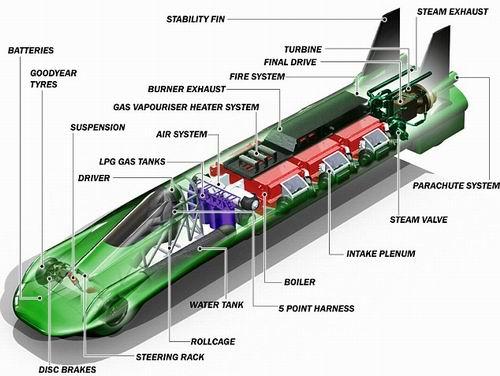 STABILITY FIN
STEAM EXHAUST
BATTERIES
TURBINE
FINAL DRIVE
GOODYEAR
TYRES
FIRE SYSTEM
BURNER EXHAUST
GAS VAPOURISER HEATER SYSTEM
SUSPENSION
AIR SYSTEM
LPG GAS TANKS
DRIVER
PARACHUTE SYSTEM
STEAM VALVE
INTAKE PLENUM
BOILER
WATER TANK
5 POINT HARNESS
ROLLCAGE
STEERING RACK
DISC BRAKES